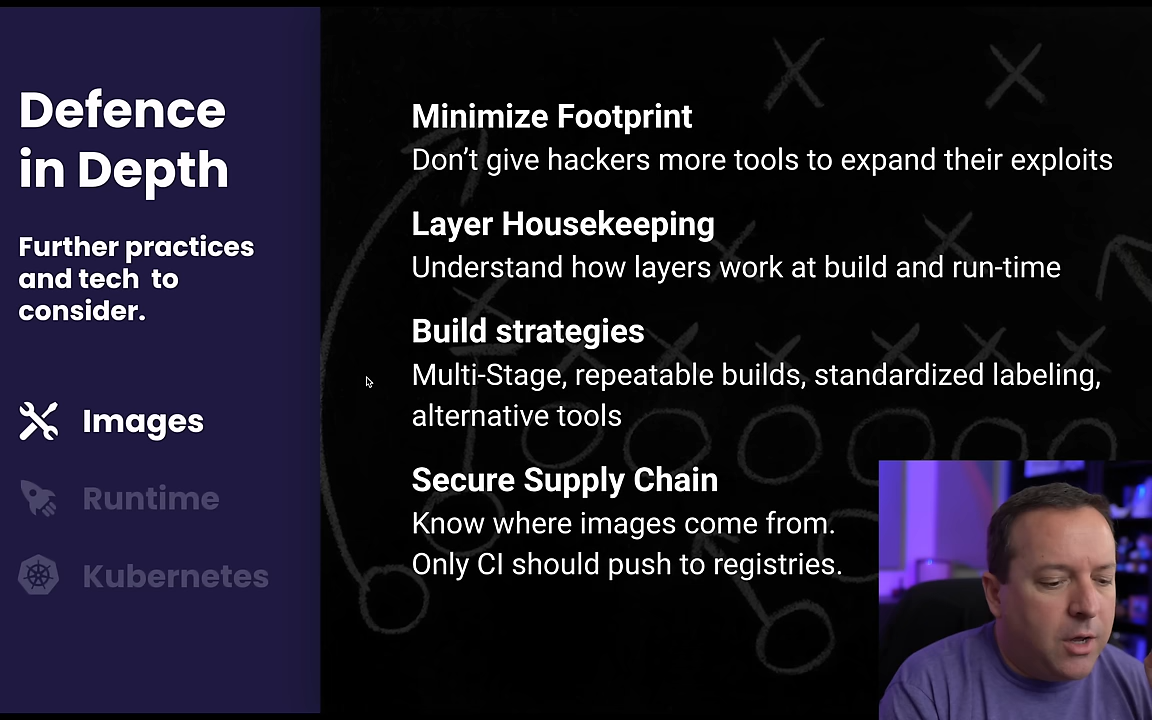 Defence
in Depth
Further practices
and tech to
consider.
Images
Runtime
Kubernetes
Minimize Footprint
Don’t give hackers more tools to expand their exploits
Layer Housekeeping
Understand how layers work at build and run-time
Build strategies
Multi-Stage, repeatable builds, standardized labeling,
alternative tools
Secure Supply Chain
Know where images come from.
Only CI should push to registries.